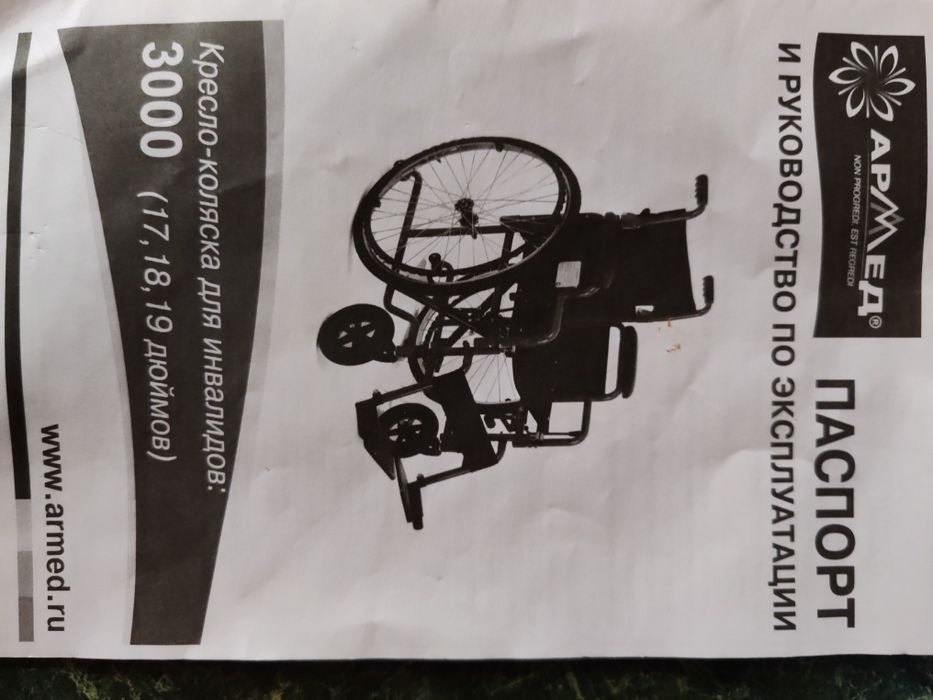 АРМЕД®
NON PROGREDI, EST REGREDI
ПАСПОРТ
И РУКОВОДСТВО ПО ЭКСПЛУАТАЦИИ
Кресло-коляска для инвалидов:
3000 (17,18,19 дюймов)
www.armed.ru